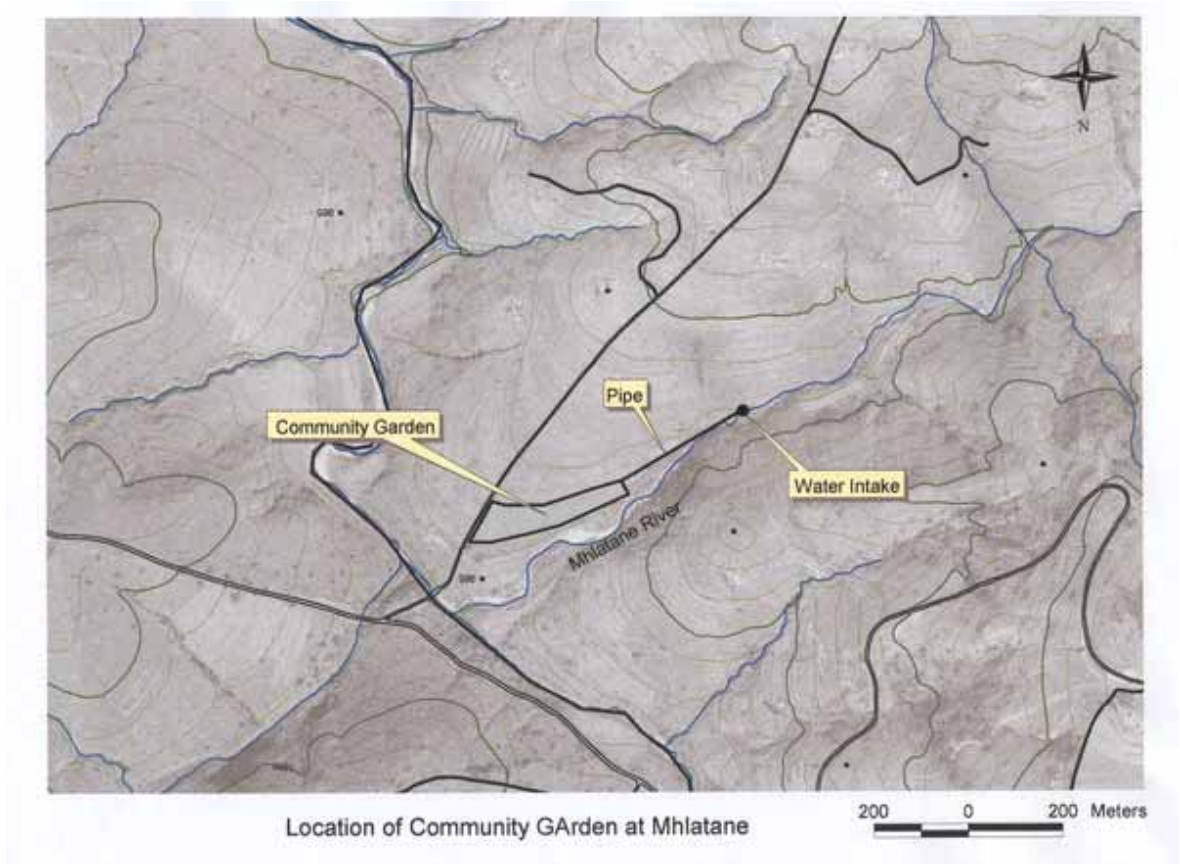 N
Pipe
Community Garden
Water Intake
Mhlatane River
Location of Community GArden at Mhlatane
200 0 200 Meters